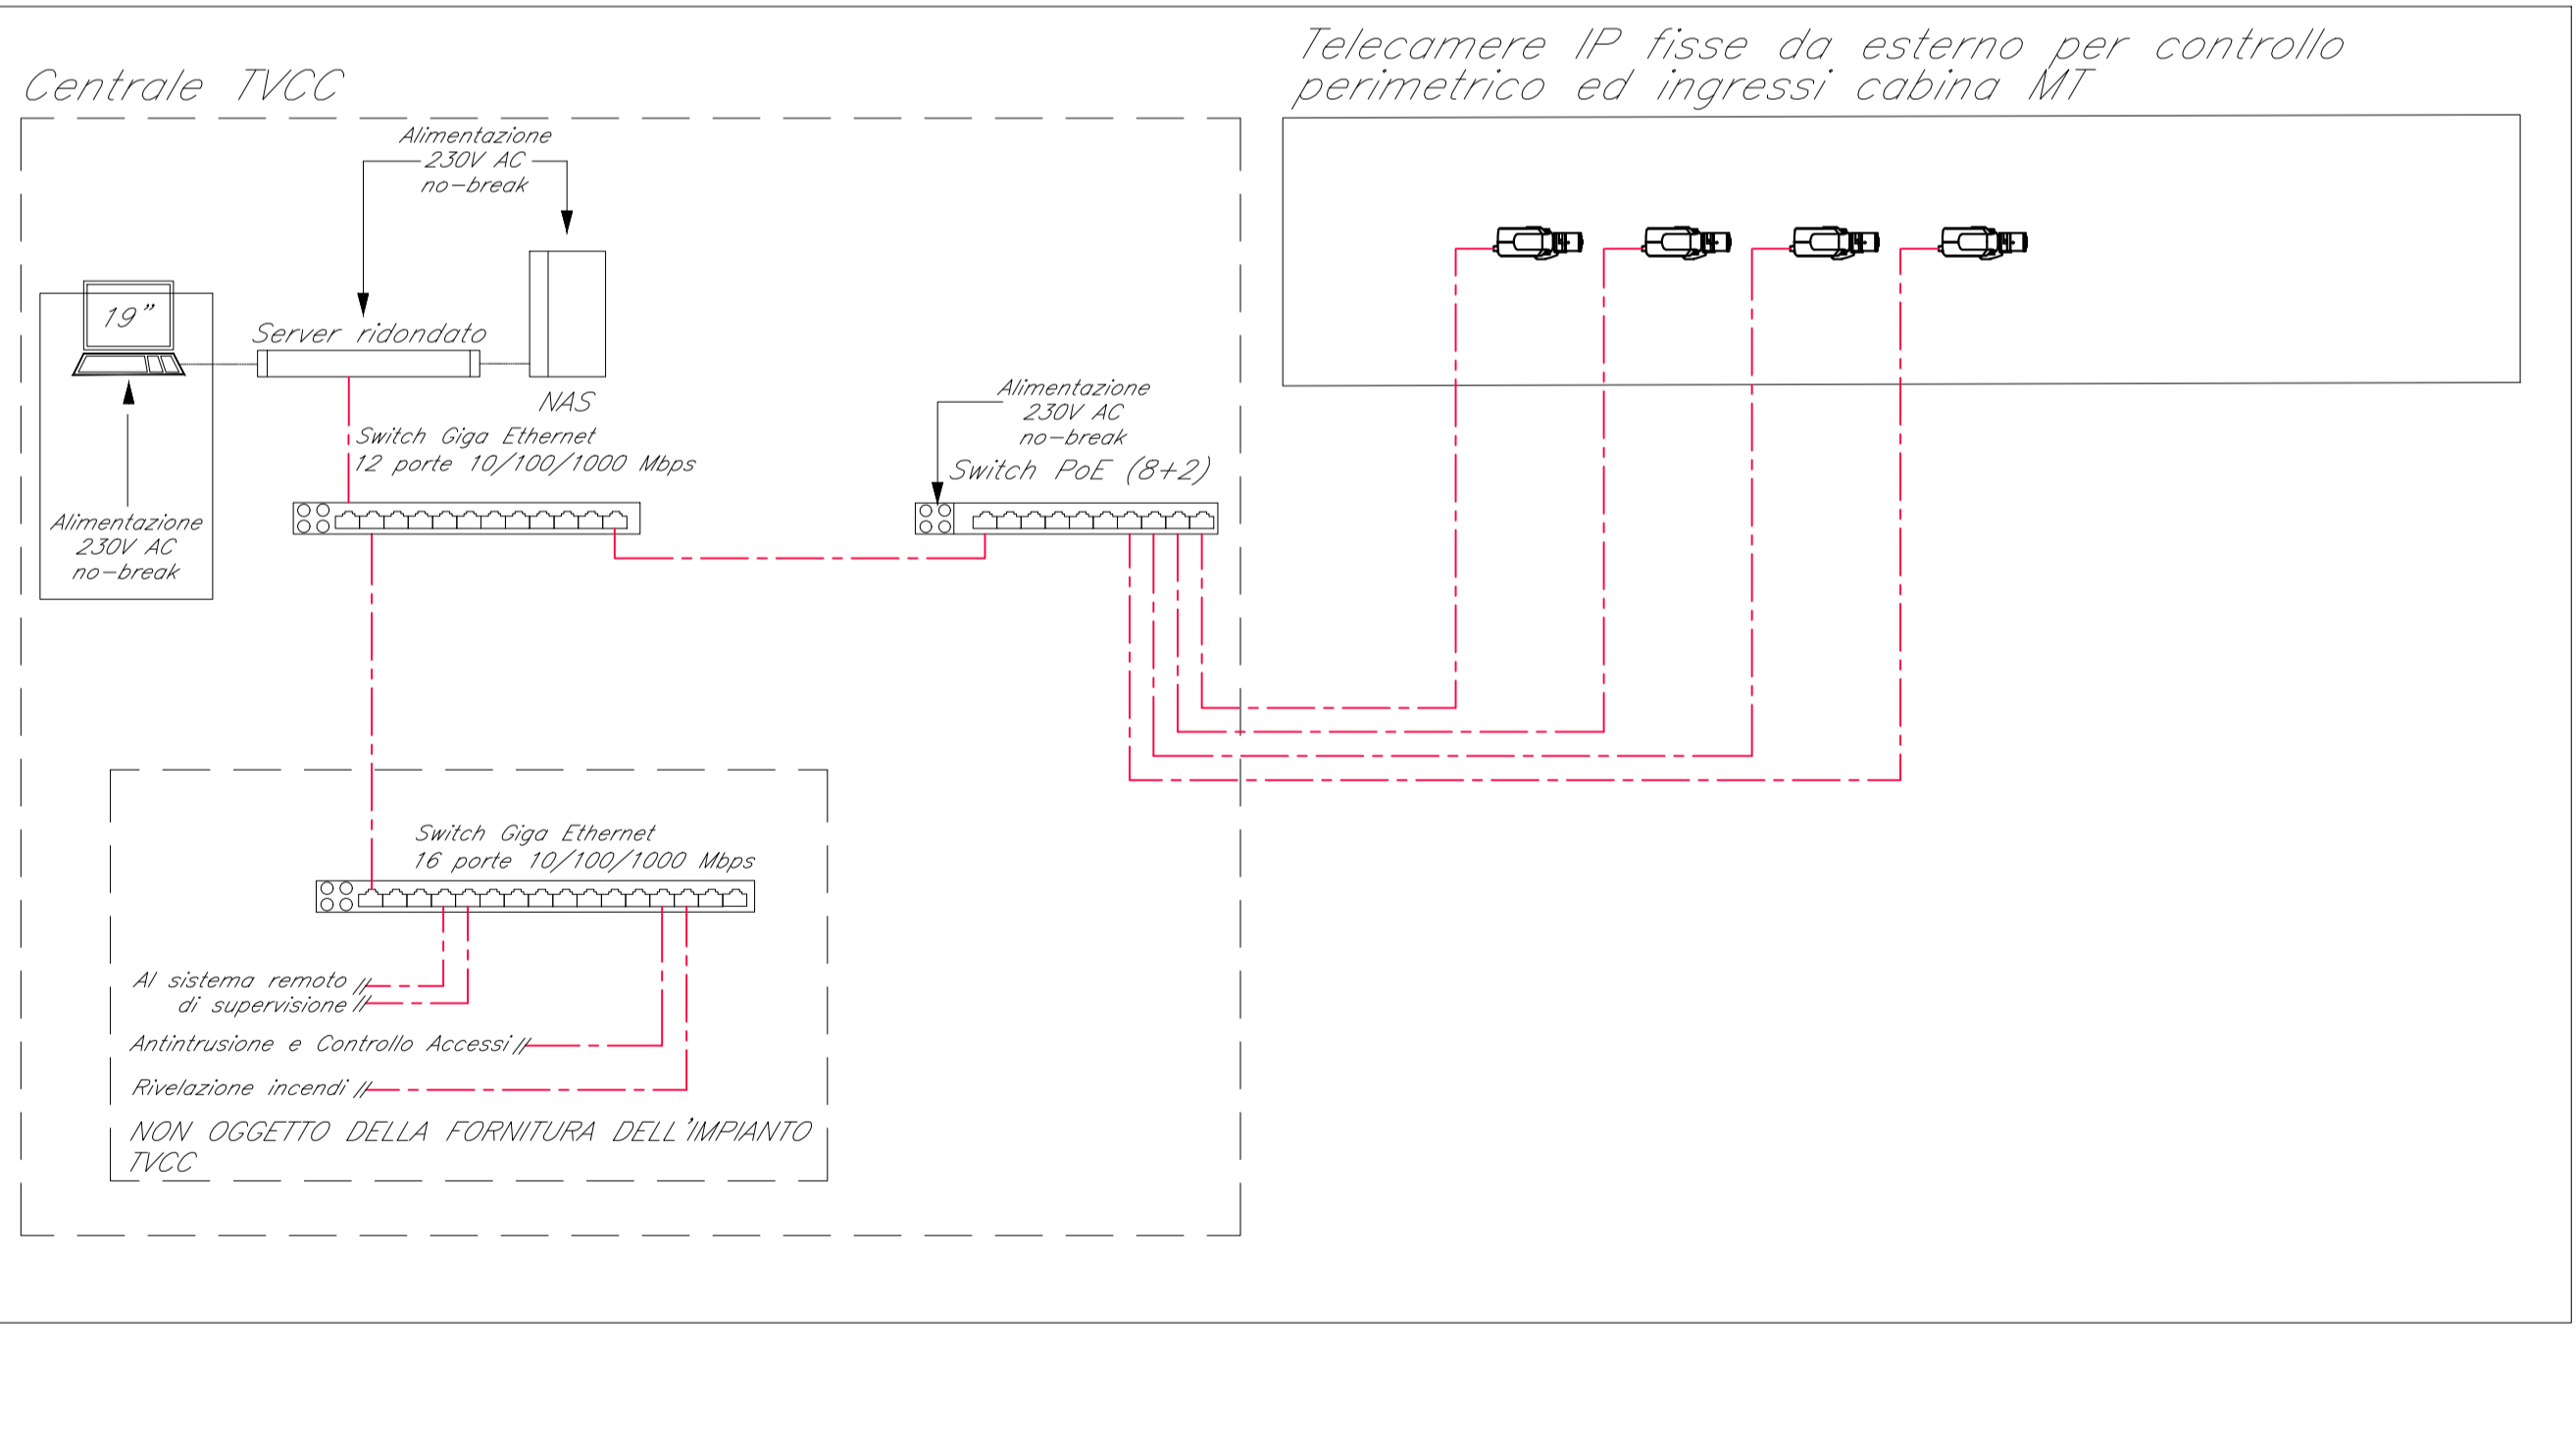 Telecamere IP fisse da esterno per controllo
perimetrico ed ingressi cabina MT
Centrale TVCC
Alimentazione
230V AC
no-break
19"
Server ridondato
NAS
Alimentazione
230V AC
no-break
Switch Giga Ethernet
12 porte 10/100/1000 Mbps
Alimentazione
230V AC
no-break
Switch PoE (8+2)
Switch Giga Ethernet
16 porte 10/100/1000 Mbps
Al sistema remoto
di supervisione
Antintrusione e Controllo Accessi
Rivelazione incendi
NON OGGETTO DELLA FORNITURA DELL'IMPIANTO
TVCC